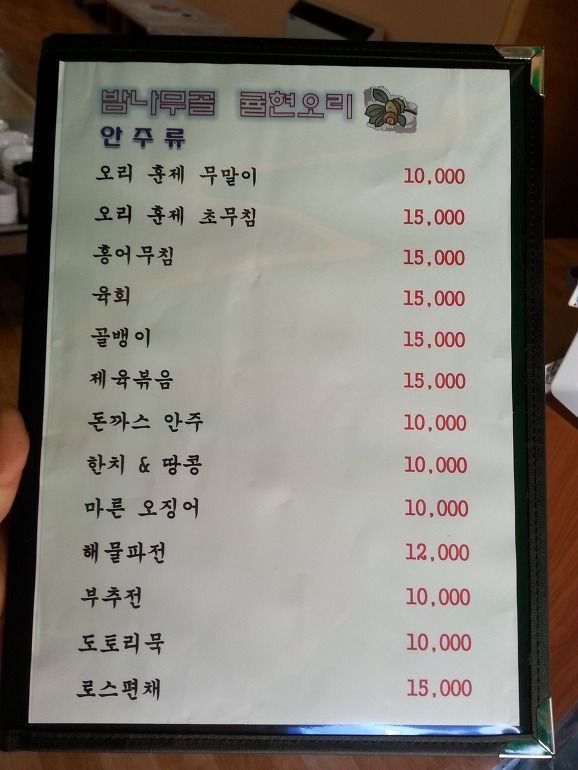 밤나무골 귤현오리
안주류
오리 훈제 무말이 10,000
오리 훈제 초무침 15,000
홍어무침 15,000
육회 15,000
골뱅이 15,000
제육볶음 15,000
돈까스 안주 10,000
한치 & 땅콩 10,000
마른 오징어 10,000
해물파전 12,000
부추전 10,000
도토리묵 10,000
로스편채 15,000